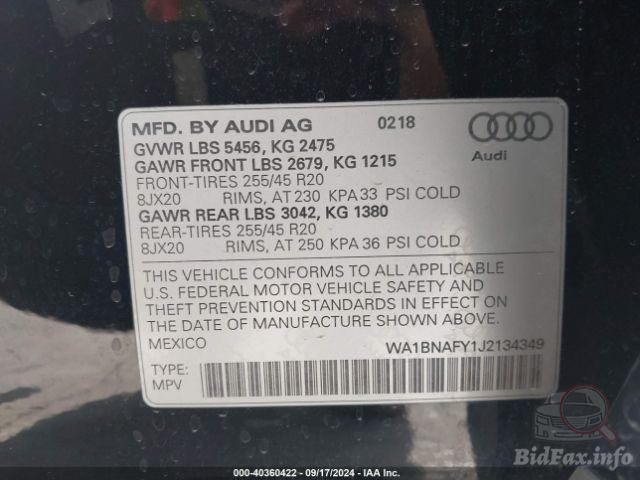 MFD. BY AUDI AG 0218
GVWR LBS 5456, KG 2475
GAWR FRONT LBS 2679, KG 1215
FRONT-TIRES 255/45 R20
8JX20 RIMS, AT 230 KPA 33 PSI COLD
GAWR REAR LBS 3042, KG 1380
REAR-TIRES 255/45 R20
8JX20 RIMS, AT 250 KPA 36 PSI COLD
Audi
THIS VEHICLE CONFORMS TO ALL APPLICABLE
U.S. FEDERAL MOTOR VEHICLE SAFETY AND
THEFT PREVENTION STANDARDS IN EFFECT ON
THE DATE OF MANUFACTURE SHOWN ABOVE.
MEXICO WA1BNAFY1J2134349
TYPE:
MPV
BidFax.info
000-40360422 - 09/17/2024 - IAA Inc.